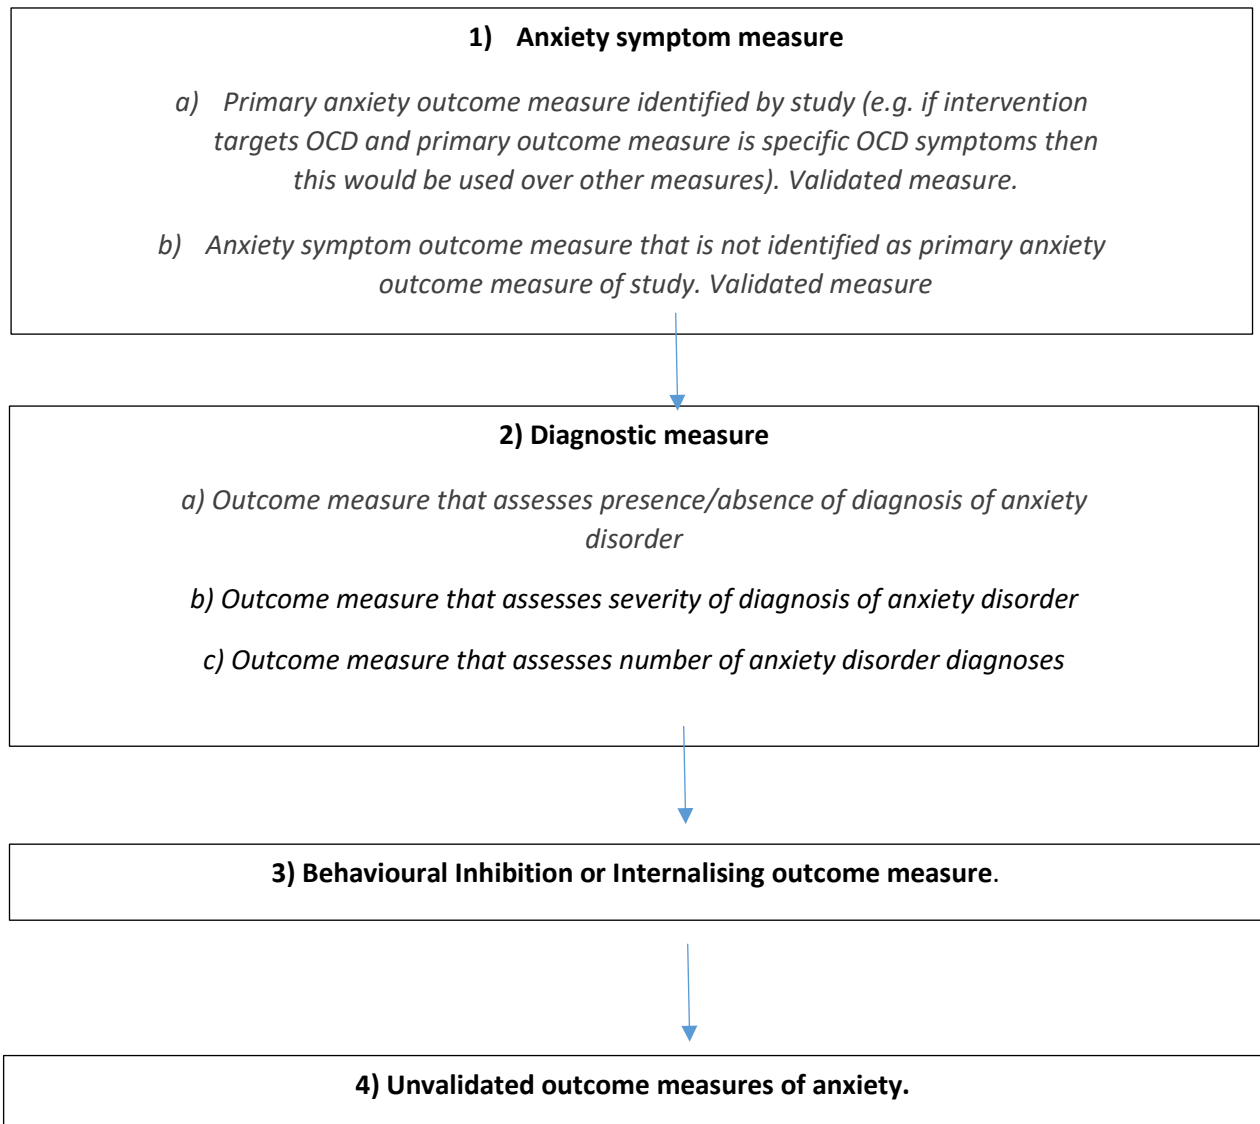 1) Anxiety symptom measure
a) Primary anxiety outcome measure identified by study (e.g. if intervention
targets OCD and primary outcome measure is specific OCD symptoms then
this would be used over other measures). Validated measure.
b) Anxiety symptom outcome measure that is not identified as primary anxiety
outcome measure of study. Validated measure
2) Diagnostic measure
a) Outcome measure that assesses presence/absence of diagnosis of anxiety
disorder
b) Outcome measure that assesses severity of diagnosis of anxiety disorder
c) Outcome measure that assesses number of anxiety disorder diagnoses
3) Behavioural Inhibition or Internalising outcome measure.
4) Unvalidated outcome measures of anxiety.